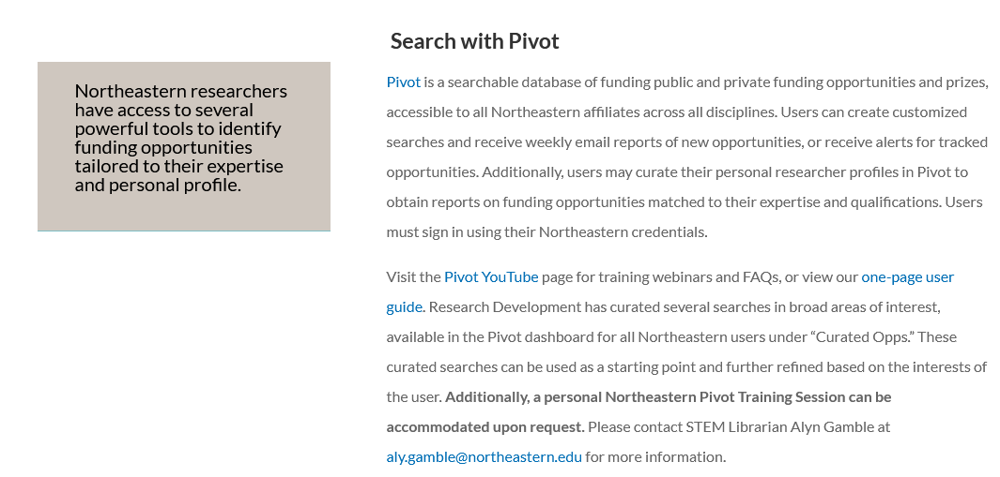 Search with Pivot
Northeastern researchers
have access to several
powerful tools to identify
funding opportunities
tailored to their expertise
and personal profile.
Pivot is a searchable database of funding public and private funding opportunities and prizes,
accessible to all Northeastern affiliates across all disciplines. Users can create customized
searches and receive weekly email reports of new opportunities, or receive alerts for tracked
opportunities. Additionally, users may curate their personal researcher profiles in Pivot to
obtain reports on funding opportunities matched to their expertise and qualifications. Users
must sign in using their Northeastern credentials.
Visit the Pivot YouTube page for training webinars and FAQs, or view our one-page user
guide. Research Development has curated several searches in broad areas of interest,
available in the Pivot dashboard for all Northeastern users under “Curated Opps.” These
curated searches can be used as a starting point and further refined based on the interests of
the user. Additionally, a personal Northeastern Pivot Training Session can be
accommodated upon request. Please contact STEM Librarian Alyn Gamble at
aly.gamble@northeastern.edu for more information.